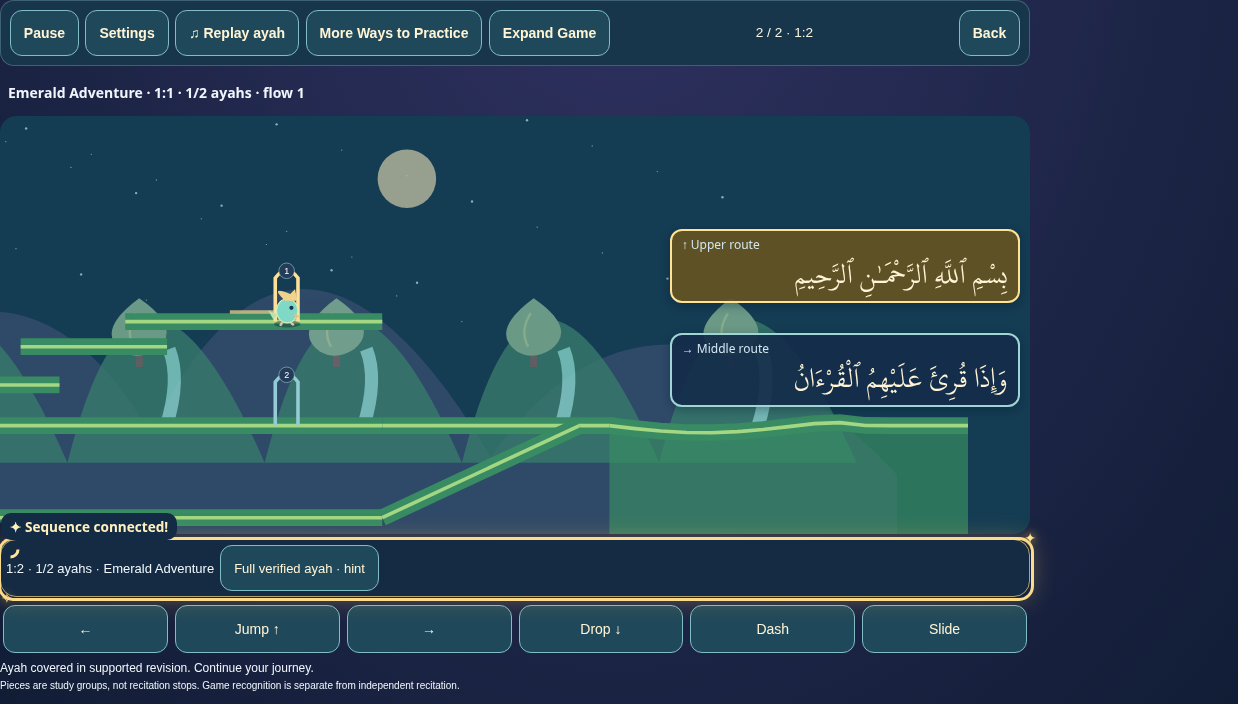 Pause Settings ♫ Replay ayah More Ways to Practice Expand Game 2 / 2 · 1:2 Back
Emerald Adventure · 1:1 · 1/2 ayahs · flow 1
↑ Upper route
بِسْمِ ٱللَّهِ ٱلرَّحْمَـٰنِ ٱلرَّحِيمِ
1
→ Middle route
وَإِذَا قُرِئَ عَلَيْهِمُ ٱلْقُرْءَانُ
2
✦ Sequence connected!
1:2 · 1/2 ayahs · Emerald Adventure Full verified ayah · hint
← Jump ↑ → Drop ↓ Dash Slide
Ayah covered in supported revision. Continue your journey.
Pieces are study groups, not recitation stops. Game recognition is separate from independent recitation.